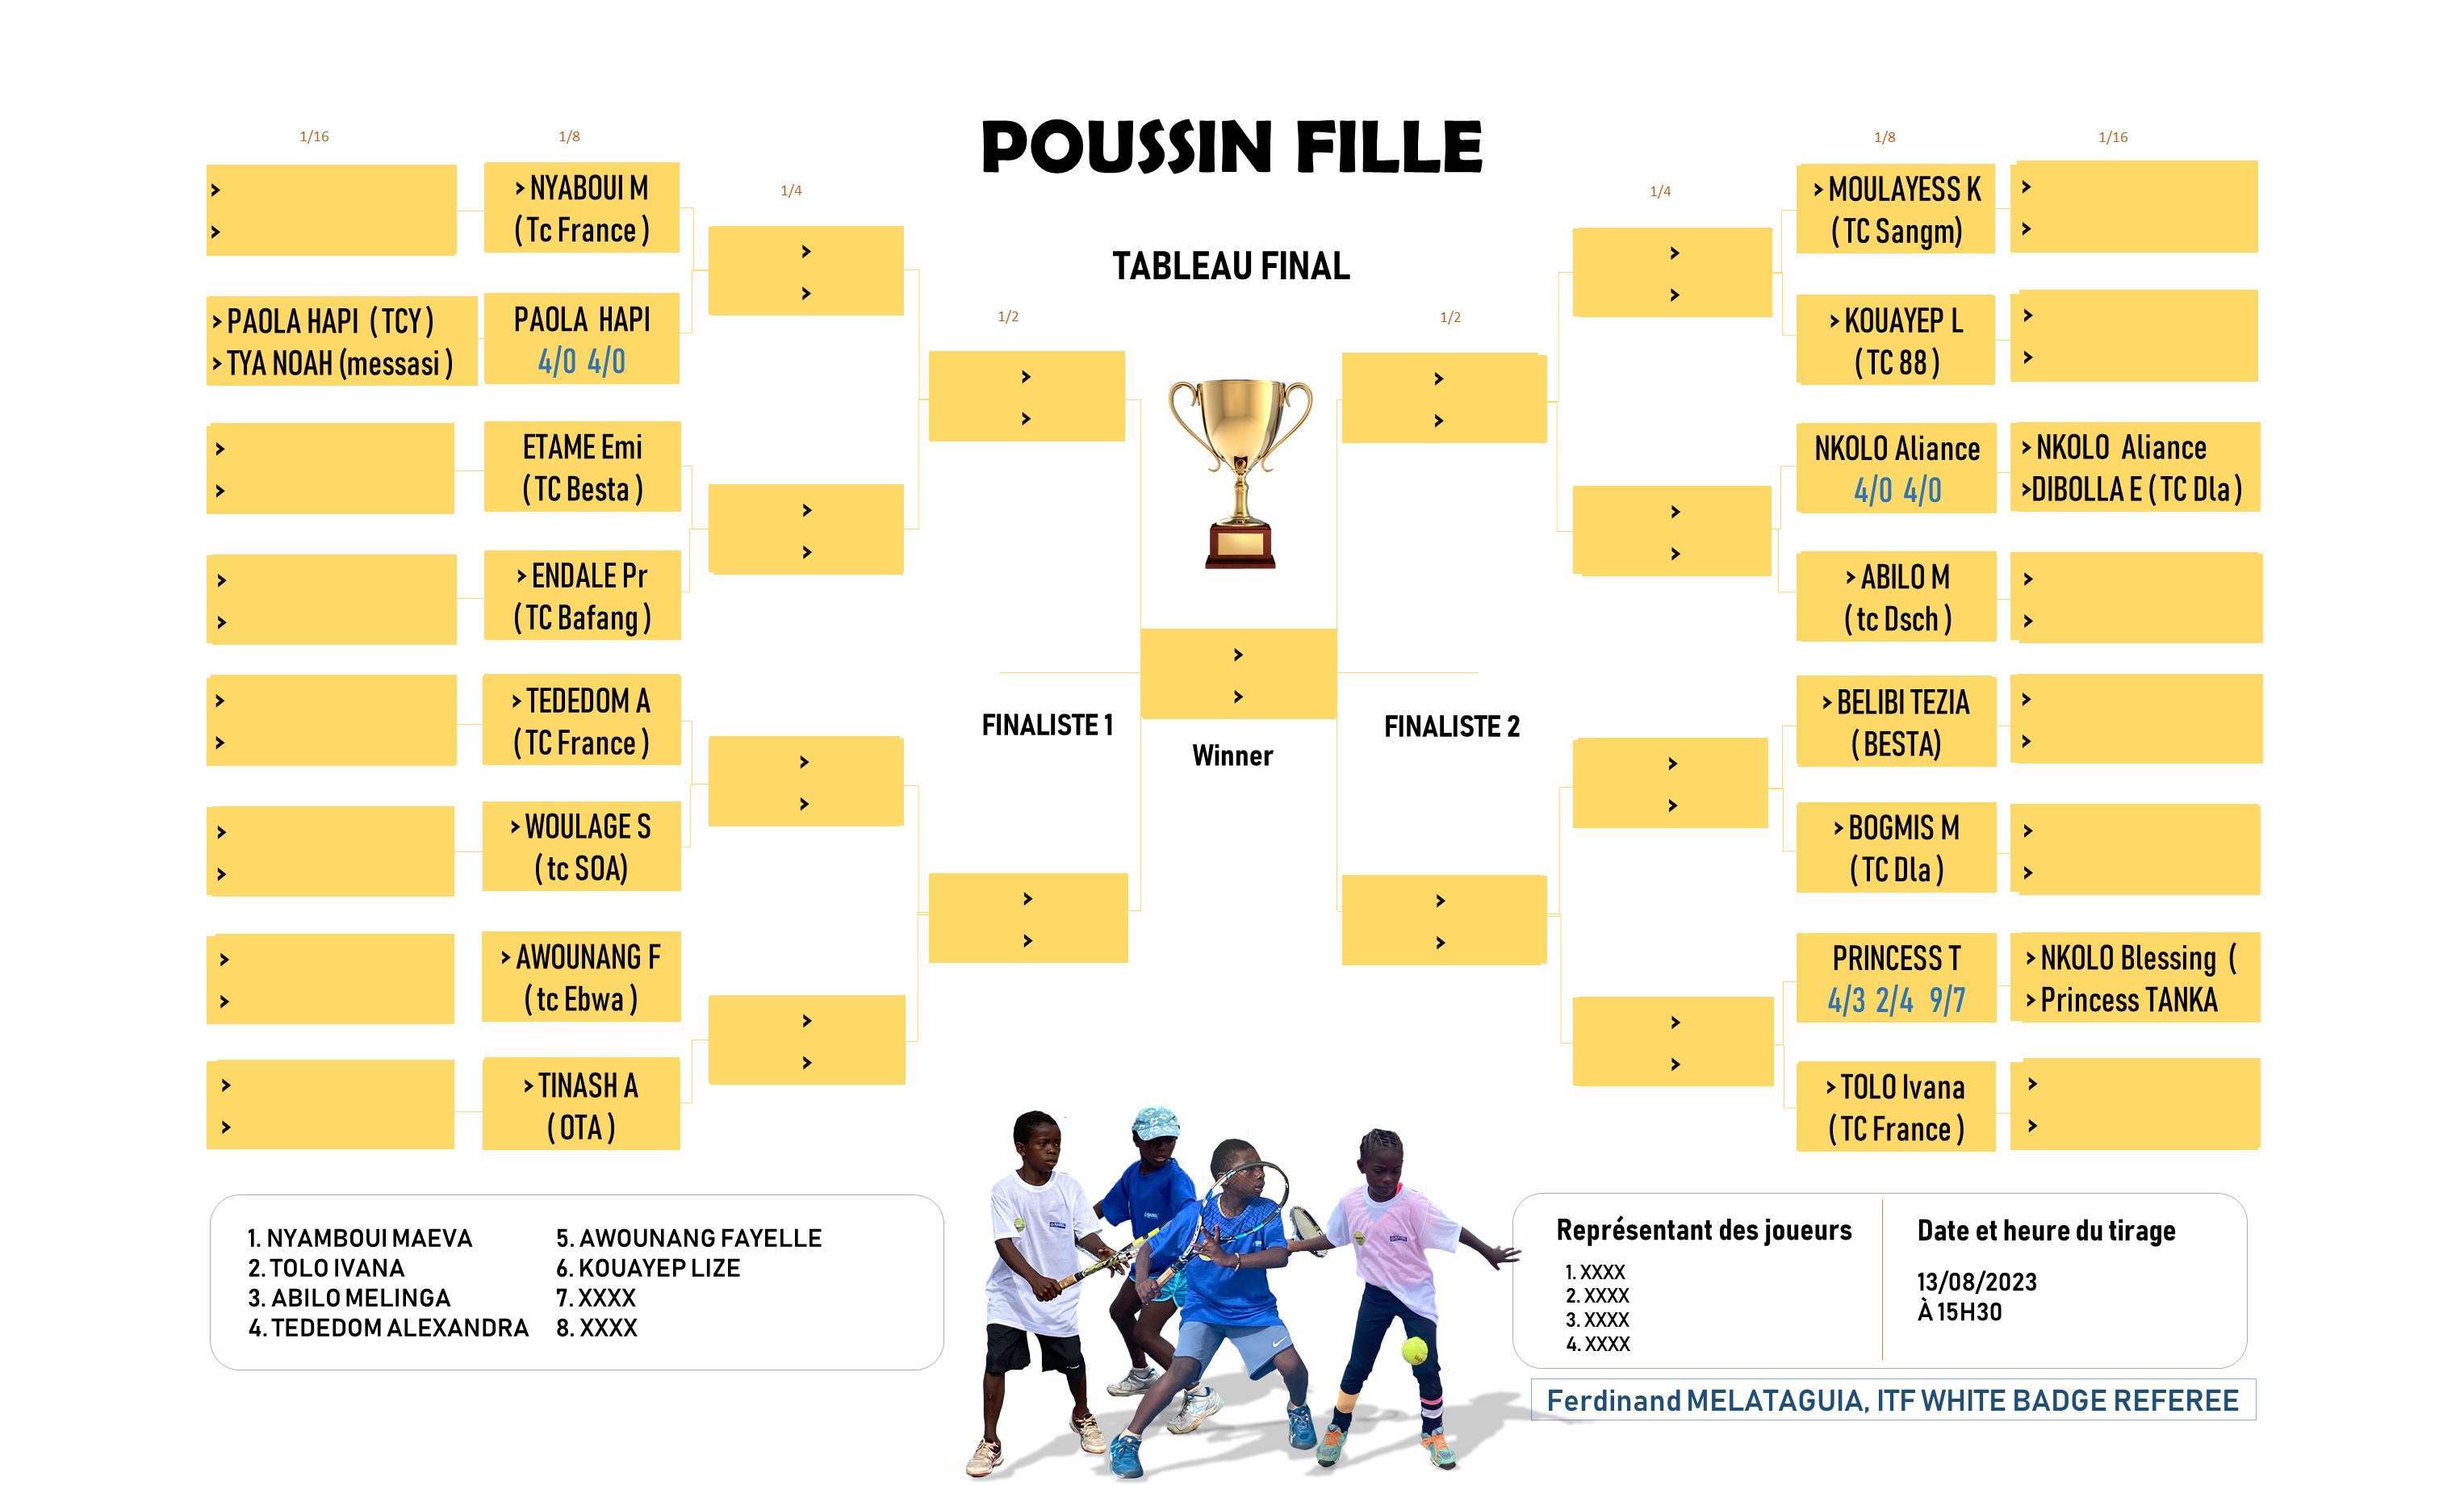 POUSSIN FILLE
TABLEAU FINAL
1/16
1/8
1/4
1/2
1/2
1/4
1/8
1/16
>
>
> PAOLA HAPI ( TCY )
> TYA NOAH (messasi )
>
>
>
>
>
>
>
>
>
>
>
>
> NYABOUI M
( Tc France )
PAOLA HAPI
4/0 4/0
ETAME Emi
( TC Besta )
> ENDALE Pr
( TC Bafang )
> TEDEDOM A
( TC France )
> WOULAGE S
( tc SOA)
> AWOUNANG F
( tc Ebwa )
> TINASH A
( OTA )
>
>
>
>
>
>
>
>
>
>
>
>
>
>
FINALISTE 1
Winner
FINALISTE 2
>
>
>
>
>
>
>
>
>
>
>
>
> MOULAYESS K
( TC Sangm)
> KOUAYEP L
( TC 88 )
NKOLO Aliance
4/0 4/0
> ABILO M
( tc Dsch )
> BELIBI TEZIA
( BESTA)
> BOGMIS M
( TC Dla )
PRINCESS T
4/3 2/4 9/7
> TOLO Ivana
( TC France )
>
>
>
>
> NKOLO Aliance
>DIBOLLA E ( TC Dla )
>
>
>
>
>
>
> NKOLO Blessing (
> Princess TANKA
>
>
1. NYAMBOUI MAEVA
2. TOLO IVANA
3. ABILO MELINGA
4. TEDEDOM ALEXANDRA
5. AWOUNANG FAYELLE
6. KOUAYEP LIZE
7. XXXX
8. XXXX
Représentant des joueurs
1. XXXX
2. XXXX
3. XXXX
4. XXXX
Date et heure du tirage
13/08/2023
À 15H30
Ferdinand MELATAGUIA, ITF WHITE BADGE REFEREE